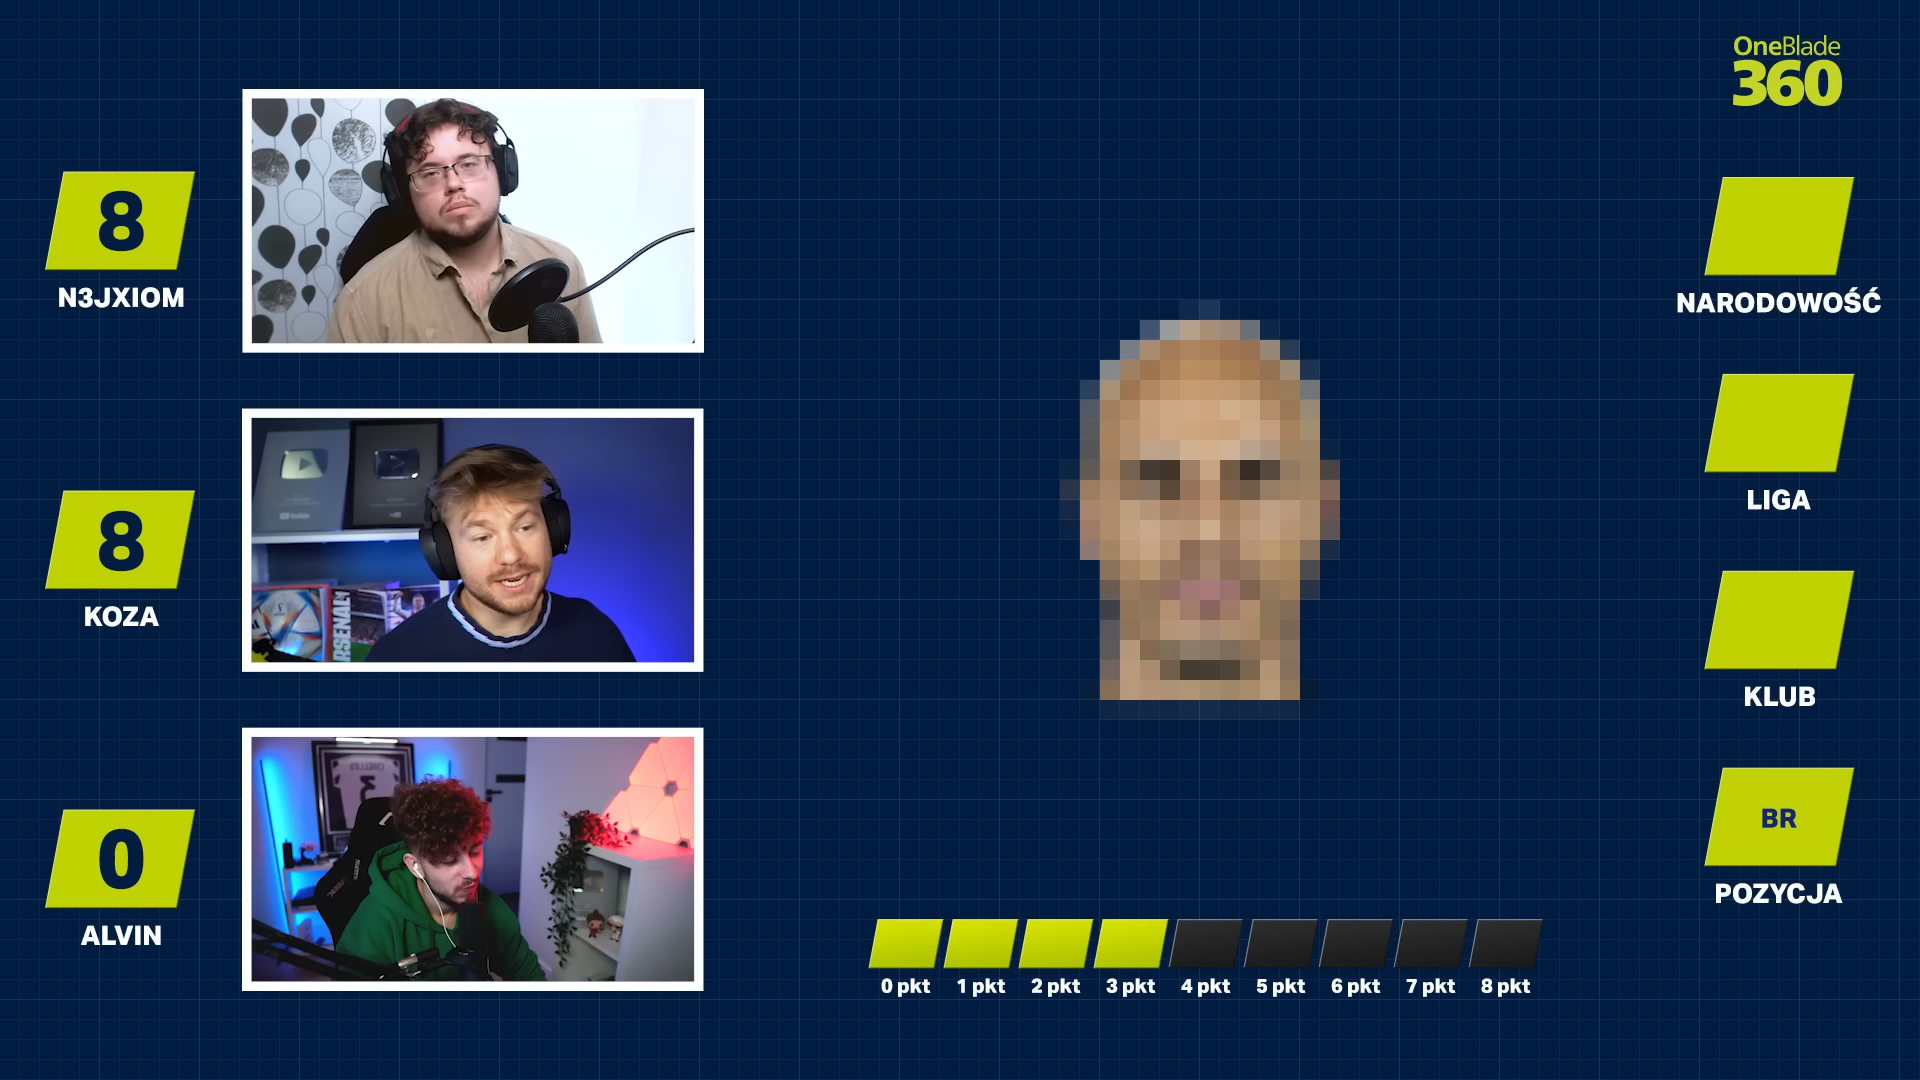 OneBlade
360
8
N3JXIOM
8
KOZA
ARSENAL
0
ALVIN
NARODOWOŚĆ
LIGA
KLUB
BR
POZYCJA
0 pkt 1 pkt 2 pkt 3 pkt 4 pkt 5 pkt 6 pkt 7 pkt 8 pkt